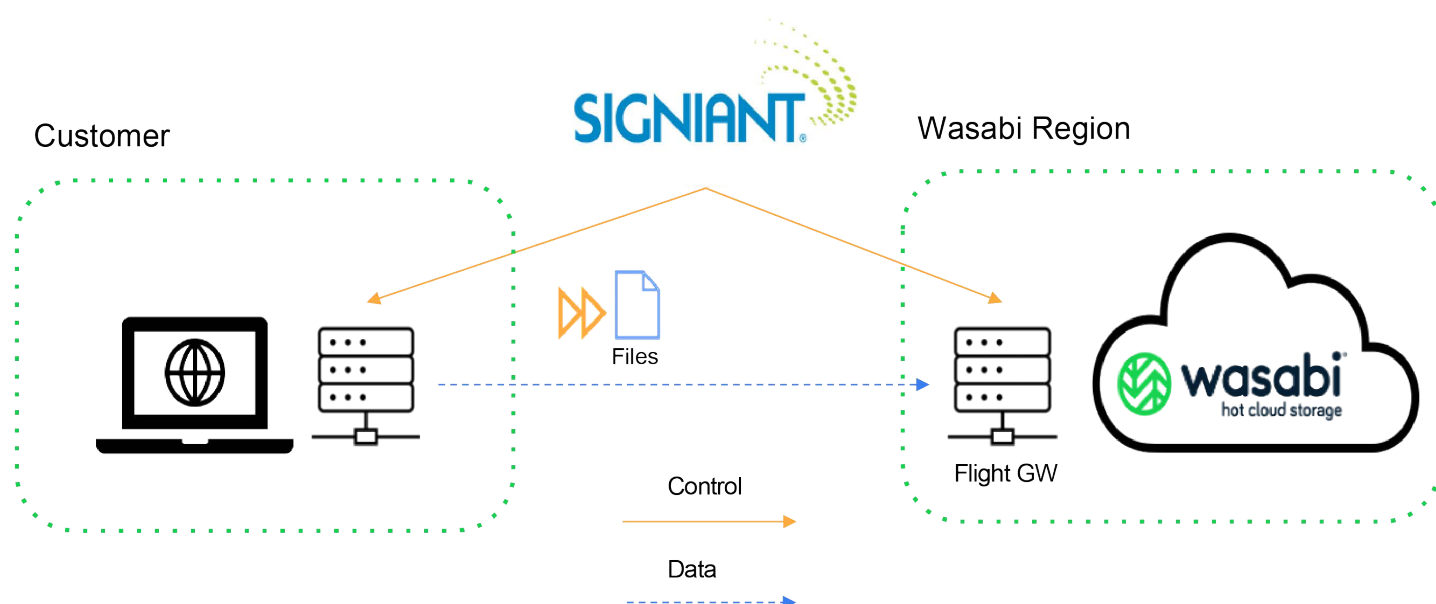 SIGNIANT®
Customer
Wasabi Region
Files
wasabi
hot cloud storage
Flight GW
Control
Data